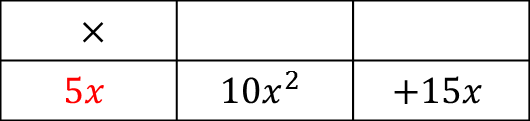 ×
5x 10x² +15x